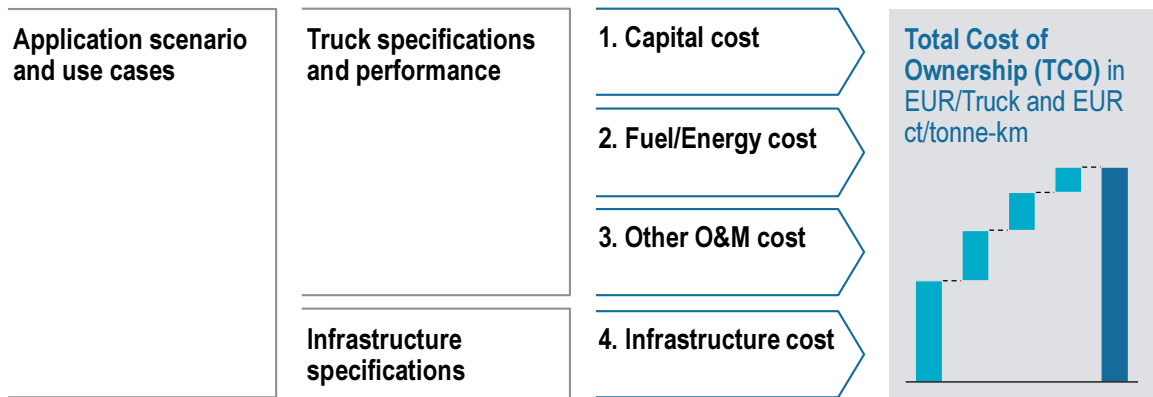 Application scenario
and use cases
Truck specifications
and performance
Infrastructure
specifications
1. Capital cost
2. Fuel/Energy cost
3. Other O&M cost
4. Infrastructure cost
Total Cost of
Ownership (TCO) in
EUR/Truck and EUR
ct/tonne-km